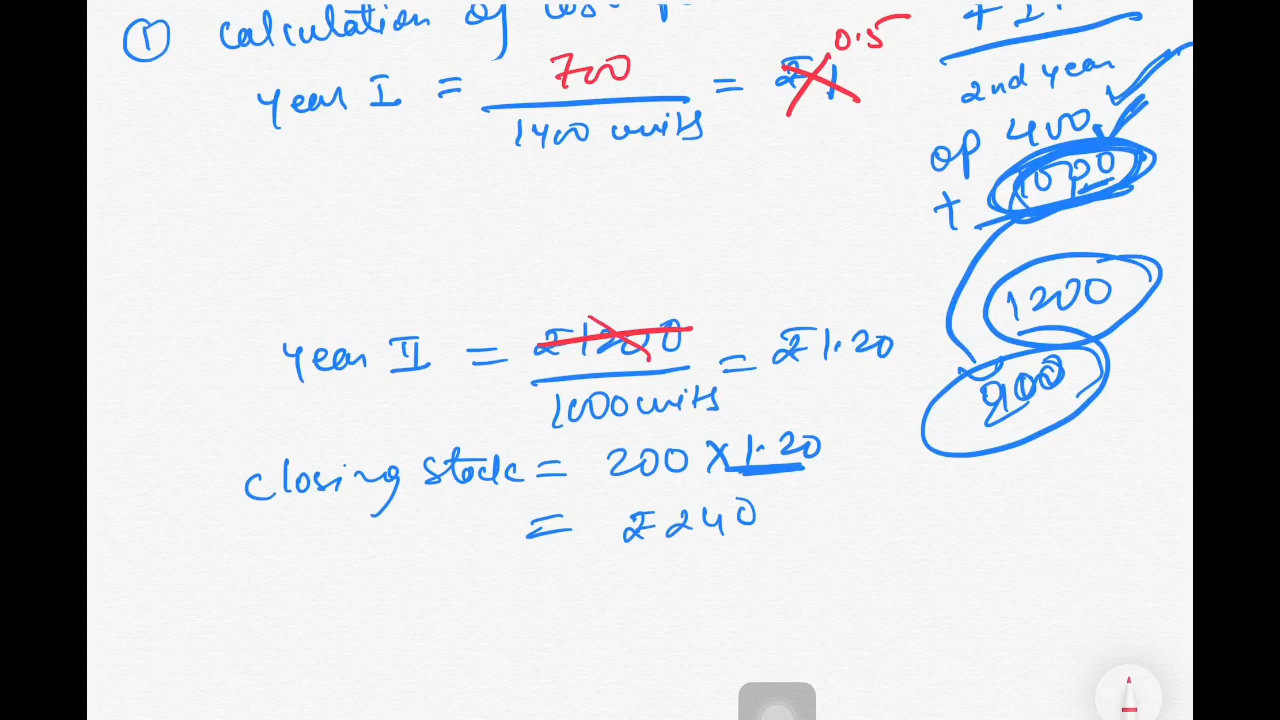 ① Calculation of
+ I.
Year I = 700 / 1400 units = ₹1 0.5
2nd year
op 400
+ 1000
1200
900
Year II = ₹1200 / 1000 units = ₹1.20
Closing stock = 200 × 1.20
= ₹240